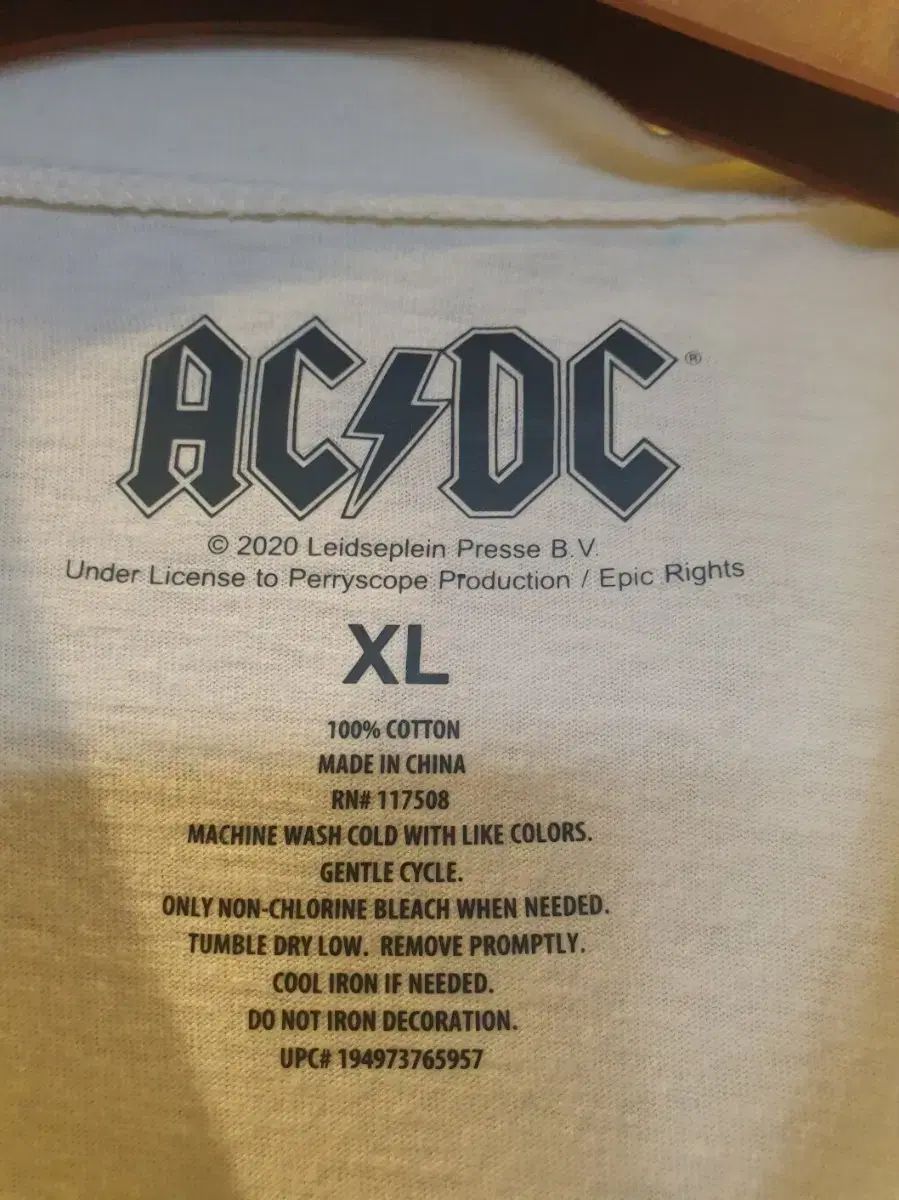 AC⚡DC ®
© 2020 Leidseplein Presse B.V.
Under License to Perryscope Production / Epic Rights
XL
100% COTTON
MADE IN CHINA
RN# 117508
MACHINE WASH COLD WITH LIKE COLORS.
GENTLE CYCLE.
ONLY NON-CHLORINE BLEACH WHEN NEEDED.
TUMBLE DRY LOW. REMOVE PROMPTLY.
COOL IRON IF NEEDED.
DO NOT IRON DECORATION.
UPC# 194973765957